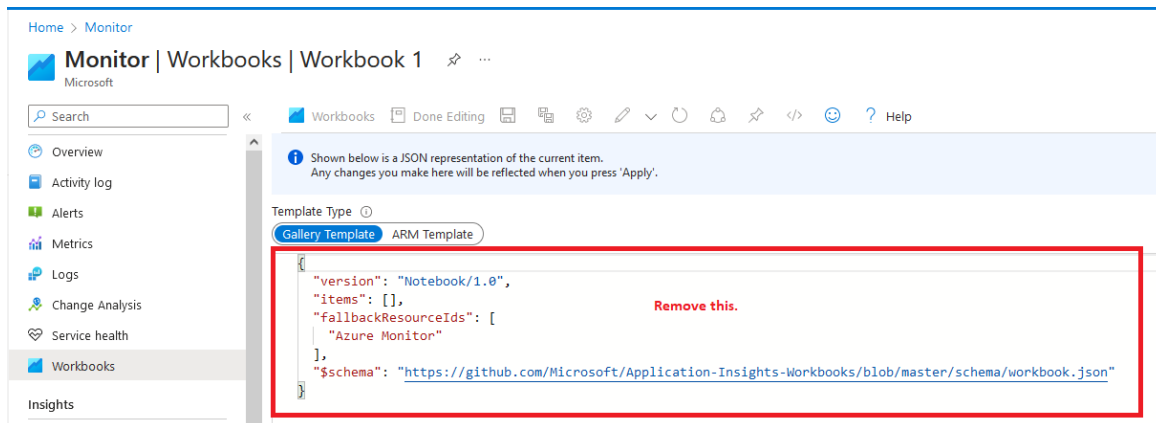 Home > Monitor
Monitor | Workbooks | Workbook 1 ...
Microsoft
Search «
Workbooks Done Editing </> ? Help
Overview
Activity log
Alerts
Metrics
Logs
Change Analysis
Service health
Workbooks
Insights
Shown below is a JSON representation of the current item.
Any changes you make here will be reflected when you press 'Apply'.
Template Type
Gallery Template ARM Template
{
"version": "Notebook/1.0",
"items": [],
"fallbackResourceIds": [
"Azure Monitor"
],
"$schema": "https://github.com/Microsoft/Application-Insights-Workbooks/blob/master/schema/workbook.json"
}
Remove this.